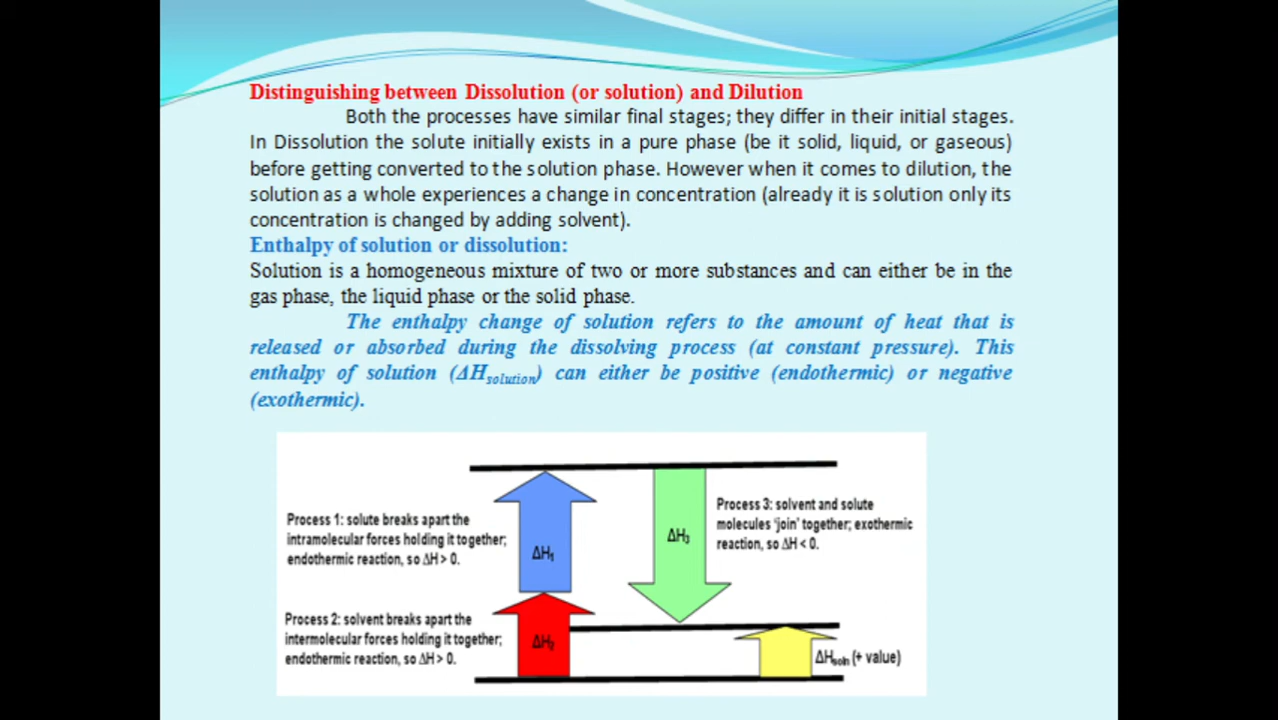 Distinguishing between Dissolution (or solution) and Dilution
Both the processes have similar final stages; they differ in their initial stages.
In Dissolution the solute initially exists in a pure phase (be it solid, liquid, or gaseous)
before getting converted to the solution phase. However when it comes to dilution, the
solution as a whole experiences a change in concentration (already it is solution only its
concentration is changed by adding solvent).
Enthalpy of solution or dissolution:
Solution is a homogeneous mixture of two or more substances and can either be in the
gas phase, the liquid phase or the solid phase.
The enthalpy change of solution refers to the amount of heat that is
released or absorbed during the dissolving process (at constant pressure). This
enthalpy of solution (ΔHsolution) can either be positive (endothermic) or negative
(exothermic).
Process 1: solute breaks apart the
intramolecular forces holding it together;
endothermic reaction, so ΔH > 0.
ΔH₁
ΔH₃
Process 3: solvent and solute
molecules 'join' together; exothermic
reaction, so ΔH < 0.
Process 2: solvent breaks apart the
intermolecular forces holding it together;
endothermic reaction, so ΔH > 0.
ΔH₂
ΔHsoln (+ value)